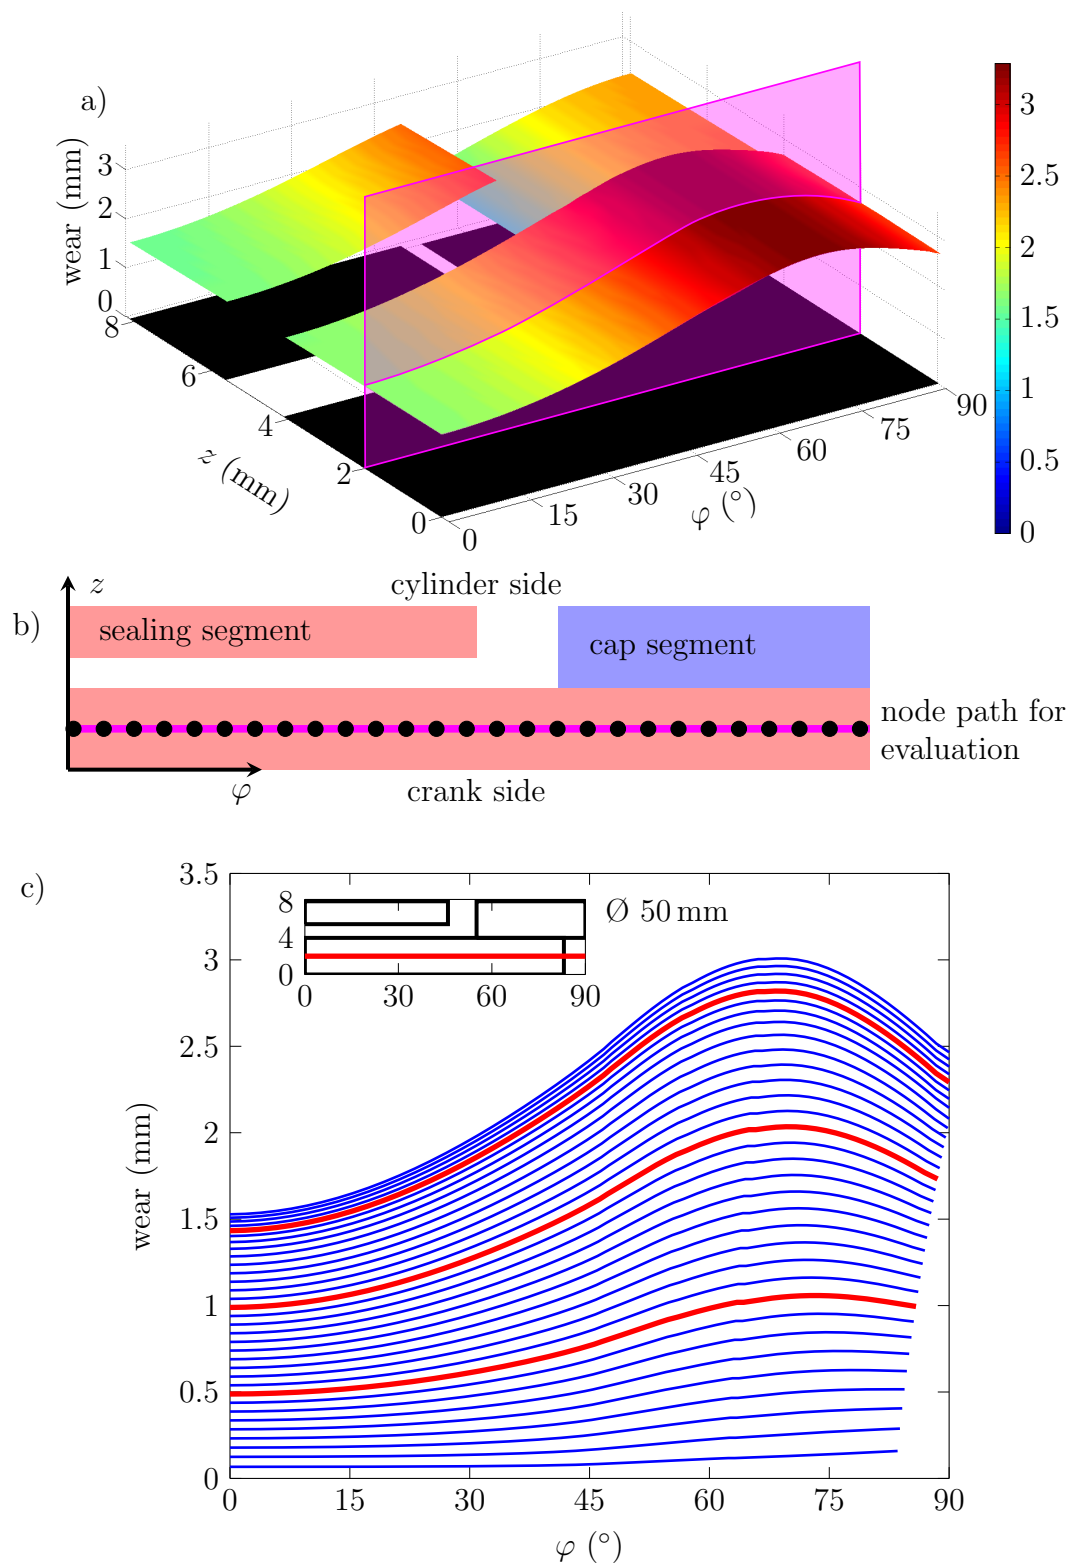 a)
wear (mm)
3
2
1
0
8
6
4
2
0
z (mm)
0
15
30
45
60
75
90
φ (°)
3
2.5
2
1.5
1
0.5
0
b)
z
cylinder side
sealing segment
cap segment
node path for
evaluation
φ
crank side
c)
3.5
3
2.5
2
1.5
1
0.5
0
wear (mm)
8
4
0
0
30
60
90
Ø 50 mm
0
15
30
45
60
75
90
φ (°)